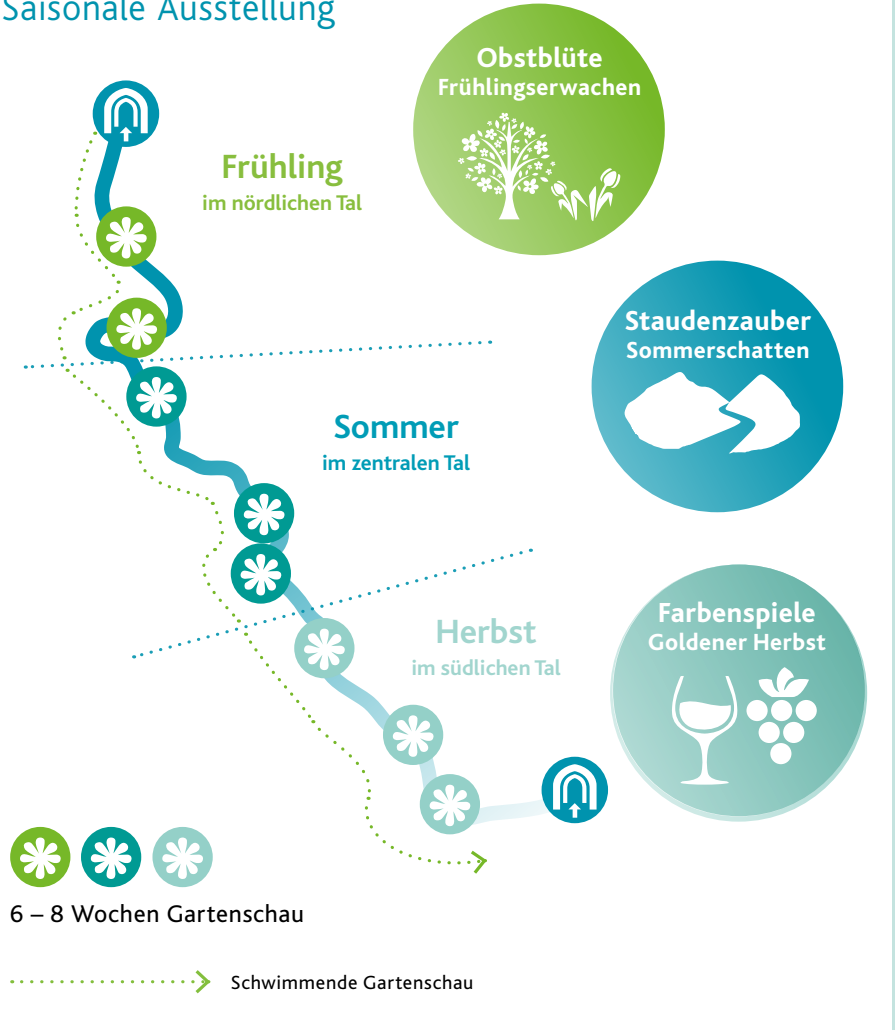 Saisonale Ausstellung
Obstblüte
Frühlingserwachen
Frühling
im nördlichen Tal
Staudenzauber
Sommerschatten
Sommer
im zentralen Tal
Farbenspiele
Goldener Herbst
Herbst
im südlichen Tal
6 – 8 Wochen Gartenschau
Schwimmende Gartenschau